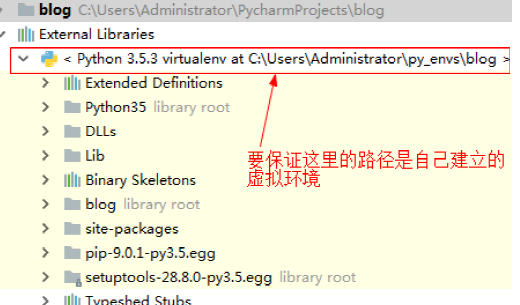 blog C:\Users\Administrator\PycharmProjects\blog
External Libraries
< Python 3.5.3 virtualenv at C:\Users\Administrator\py_envs\blog >
Extended Definitions
Python35 library root
DLLs
Lib
要保证这里的路径是自己建立的
虚拟环境
Binary Skeletons
blog library root
site-packages
pip-9.0.1-py3.5.egg
setuptools-28.8.0-py3.5.egg library root
Typeshed Stubs